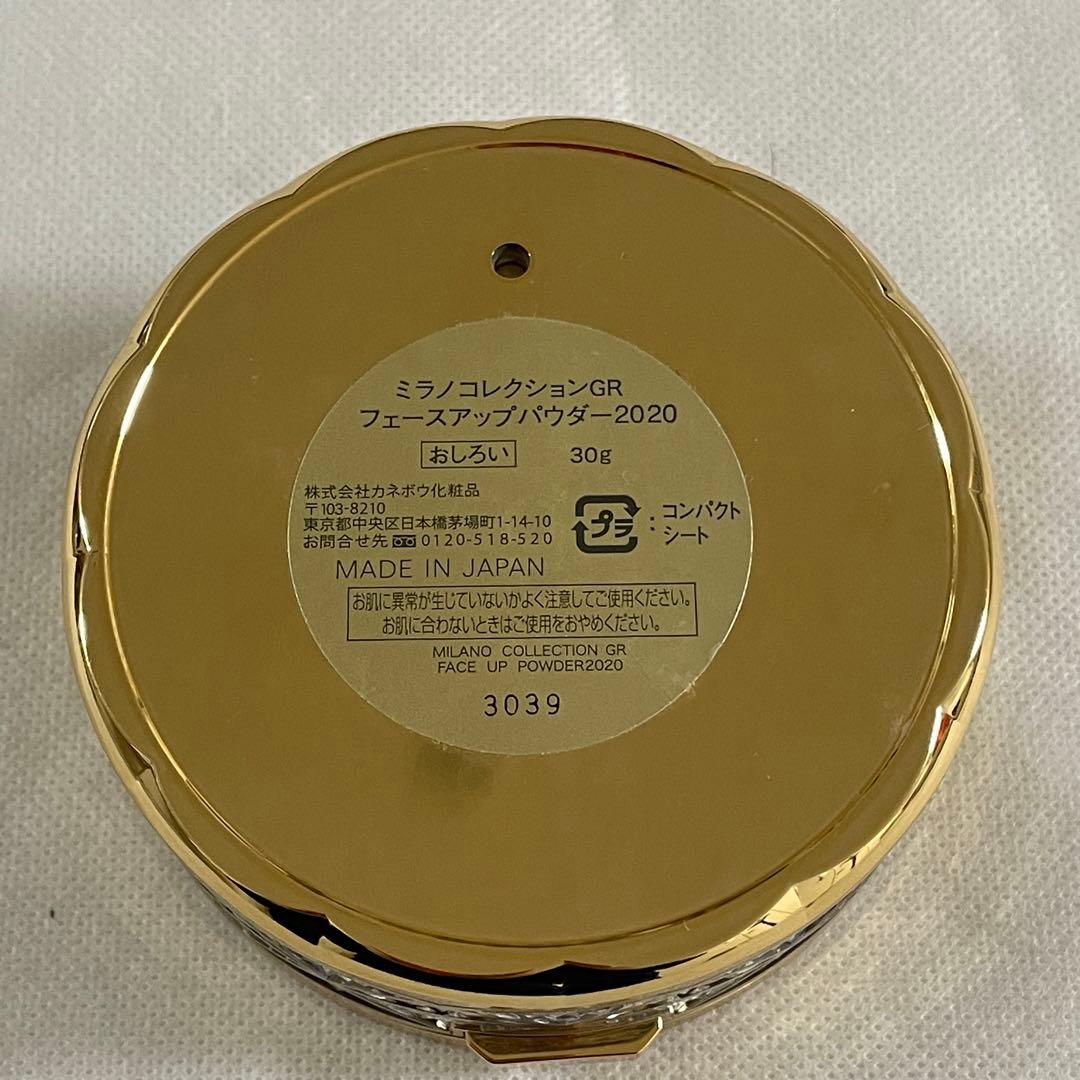 ミラノコレクションGR
フェースアップパウダー2020
おしろい 30g
株式会社カネボウ化粧品
〒103-8210
東京都中央区日本橋茅場町1-14-10
お問合せ先 0120-518-520
プラ : コンパクト
シート
MADE IN JAPAN
お肌に異常が生じていないかよく注意してご使用ください。
お肌に合わないときはご使用をおやめください。
MILANO COLLECTION GR
FACE UP POWDER2020
3039